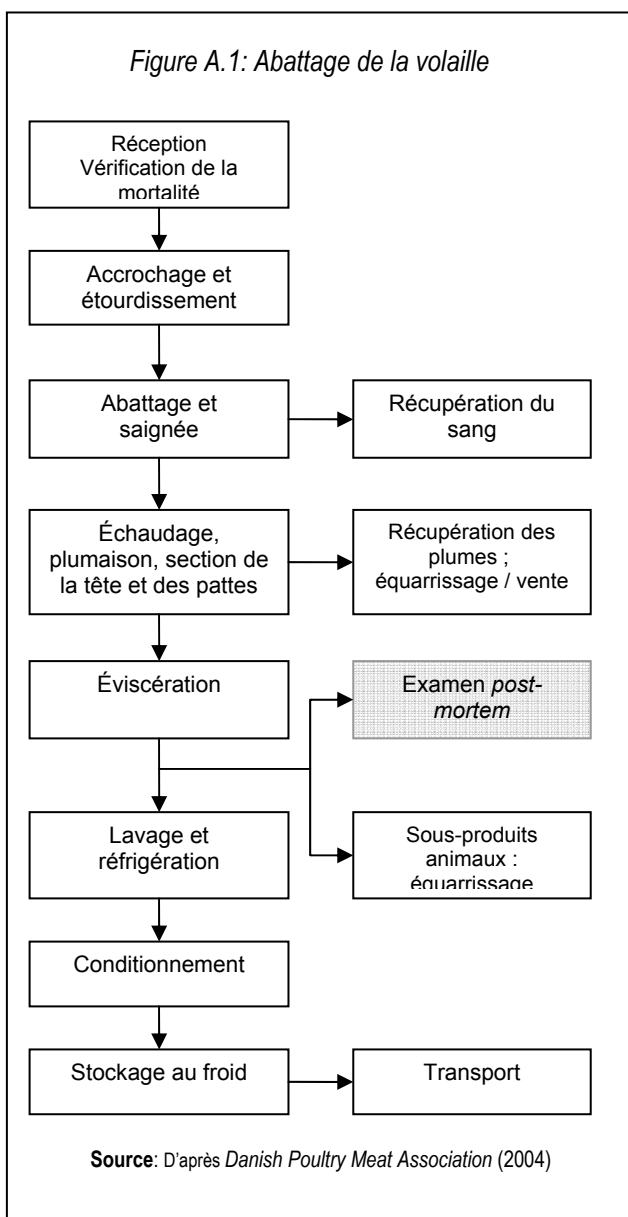 Figure A.1: Abattage de la volaille
Réception
Vérification de la
mortalité
Accrochage et
étourdissement
Abattage et
saignée
Récupération du
sang
Échaudage,
plumaison, section de
la tête et des pattes
Récupération des
plumes ;
équarrissage / vente
Éviscération
Examen post-
mortem
Lavage et
réfrigération
Sous-produits
animaux :
équarrissage
Conditionnement
Stockage au froid
Transport
Source: D'après Danish Poultry Meat Association (2004)